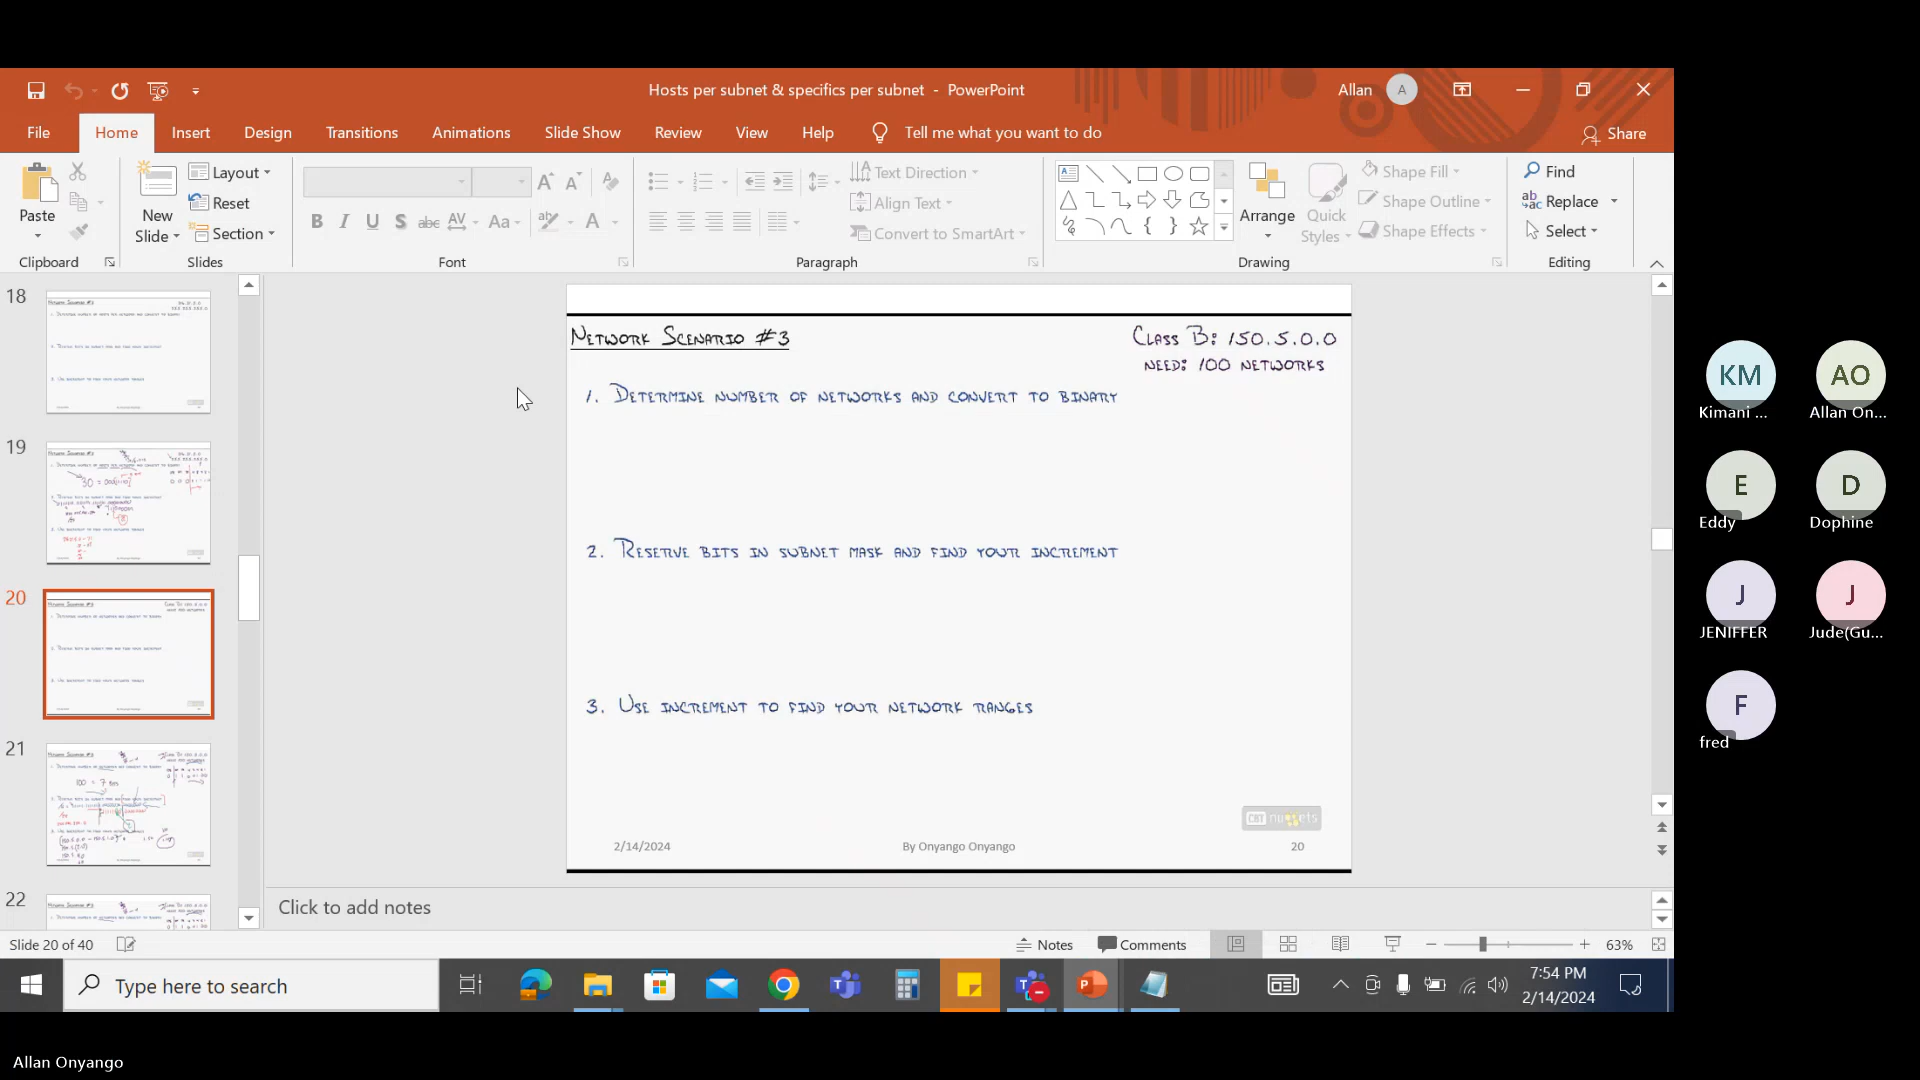 Hosts per subnet & specifics per subnet - PowerPoint
Allan
A
File
Home
Insert
Design
Transitions
Animations
Slide Show
Review
View
Help
Tell me what you want to do
Share
Paste
New
Slide
Layout
Reset
Section
Text Direction
Align Text
Convert to SmartArt
Arrange
Quick
Styles
Shape Fill
Shape Outline
Shape Effects
Find
Replace
Select
Clipboard
Slides
Font
Paragraph
Drawing
Editing
18
19
20
21
22
NETWORK SCENARIO #3
CLASS B: 150.5.0.0
NEED: 100 NETWORKS
1. DETERMINE NUMBER OF NETWORKS AND CONVERT TO BINARY
2. RESERVE BITS IN SUBNET MASK AND FIND YOUR INCREMENT
3. USE INCREMENT TO FIND YOUR NETWORK RANGES
CBT nuggets
2/14/2024
By Onyango Onyango
20
Click to add notes
Slide 20 of 40
Notes
Comments
63%
Type here to search
7:54 PM
2/14/2024
KM
Kimani ...
AO
Allan On...
E
Eddy
D
Dophine
J
JENIFFER
J
Jude(Gu...
F
fred
Allan Onyango